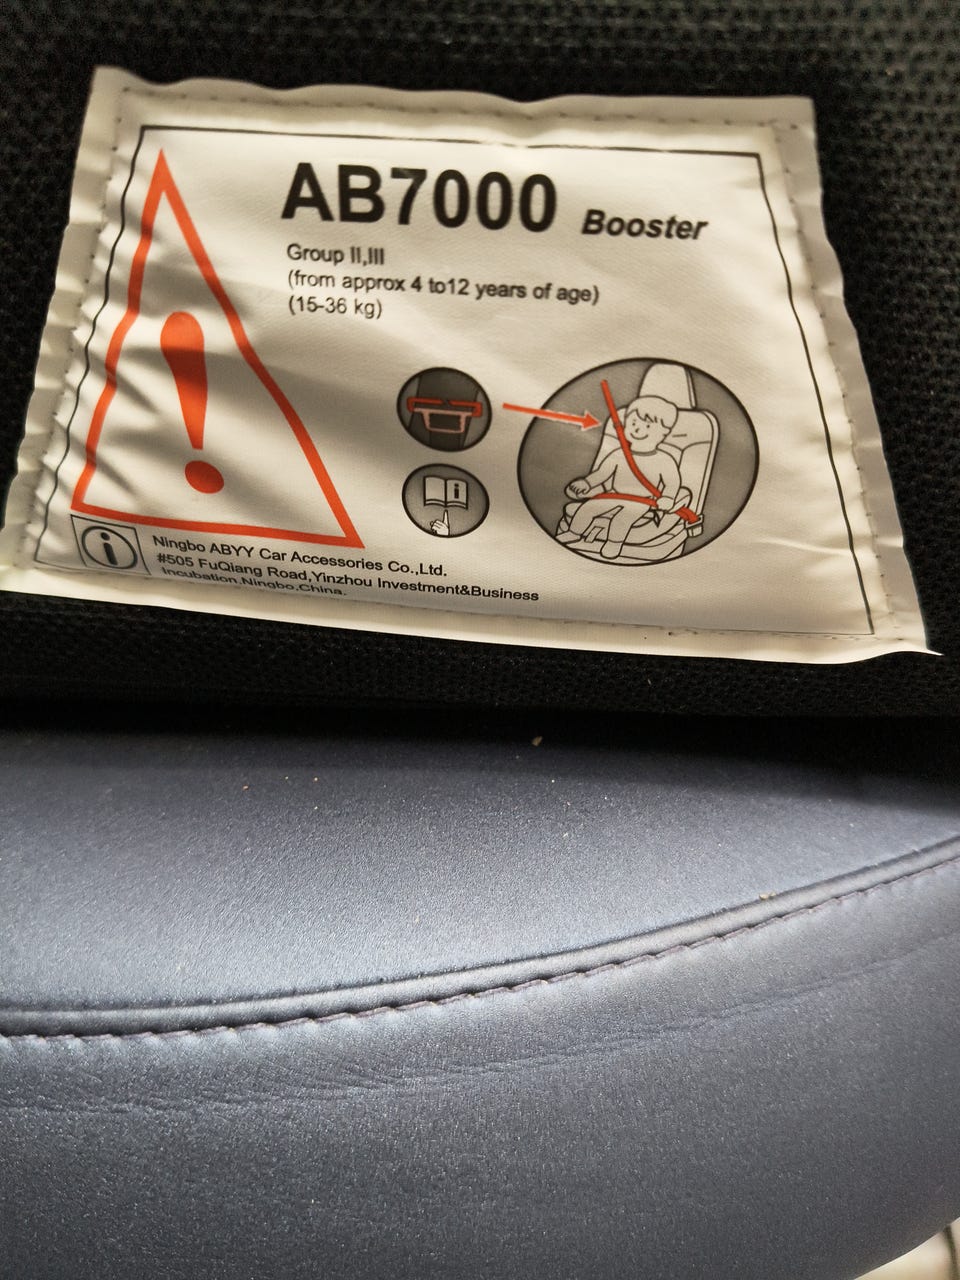 AB7000 Booster
Group II,III
(from approx 4 to12 years of age)
(15-36 kg)
Ningbo ABYY Car Accessories Co.,Ltd.
#505 FuQiang Road,Yinzhou Investment&Business
Incubation,Ningbo,China.